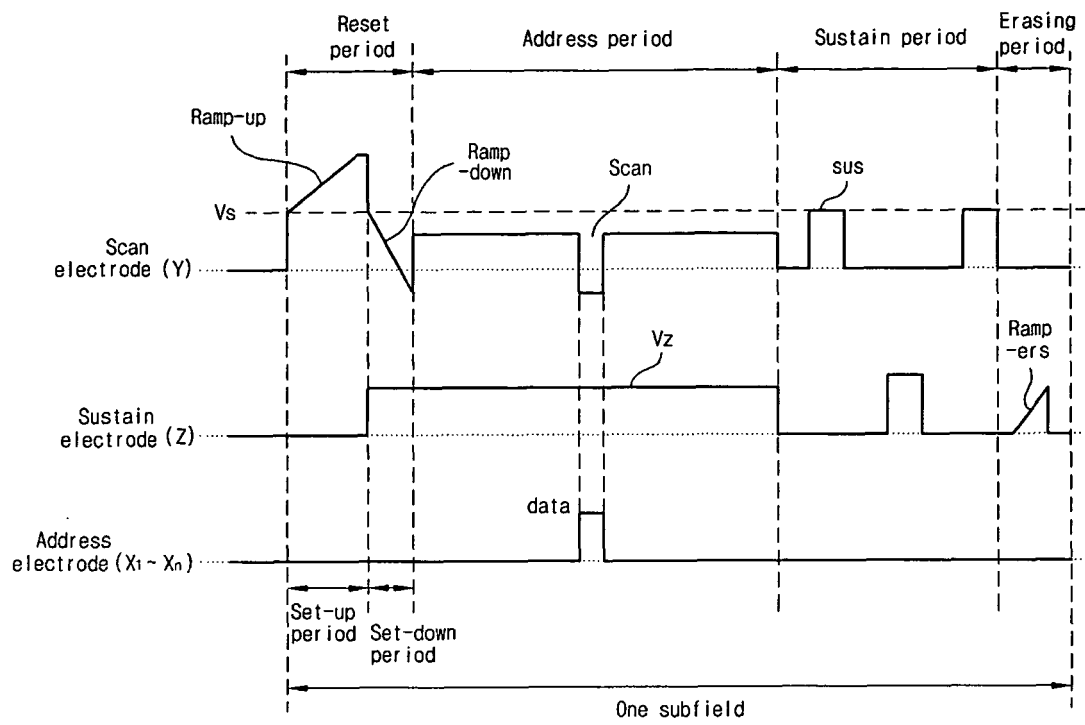 Reset
period
Address period
Sustain period
Erasing
period
Ramp-up
Ramp
-down
Scan
sus
Vs
Scan
electrode (Y)
Vz
Ramp
-ers
Sustain
electrode (Z)
data
Address
electrode (X1 ~ Xn)
Set-up
period
Set-down
period
One subfield